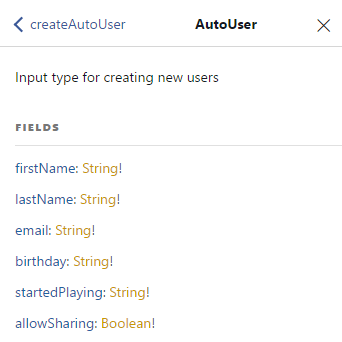 createAutoUser AutoUser
Input type for creating new users
FIELDS
firstName: String!
lastName: String!
email: String!
birthday: String!
startedPlaying: String!
allowSharing: Boolean!